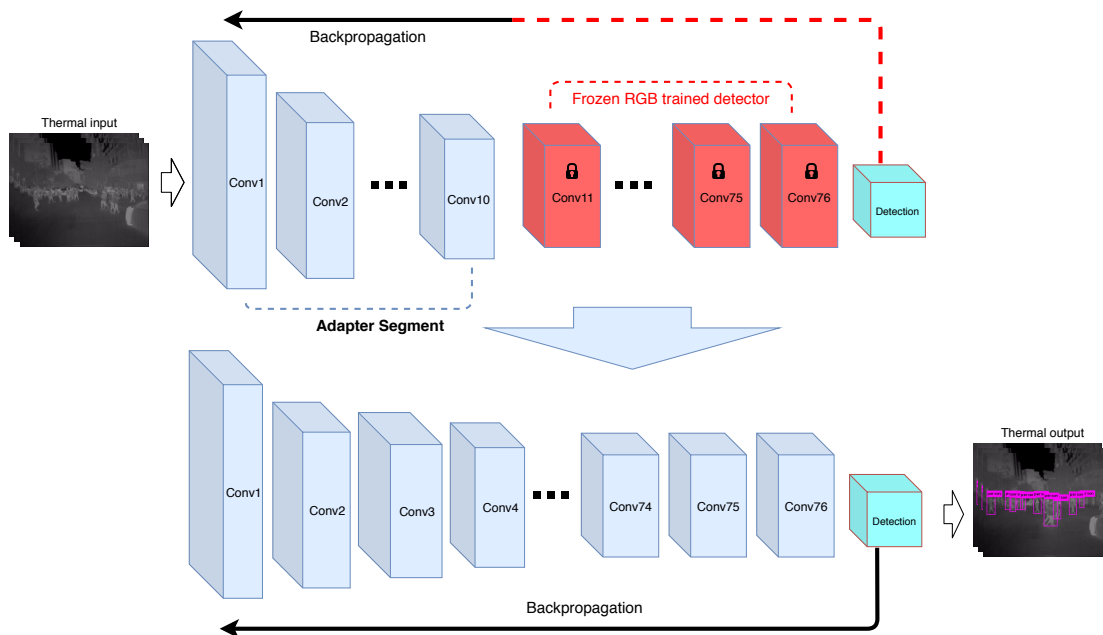 Backpropagation
Frozen RGB trained detector
Thermal input
Conv1
Conv2
Conv10
Conv11
Conv75
Conv76
Detection
Adapter Segment
Thermal output
Conv1
Conv2
Conv3
Conv4
Conv74
Conv75
Conv76
Detection
Backpropagation